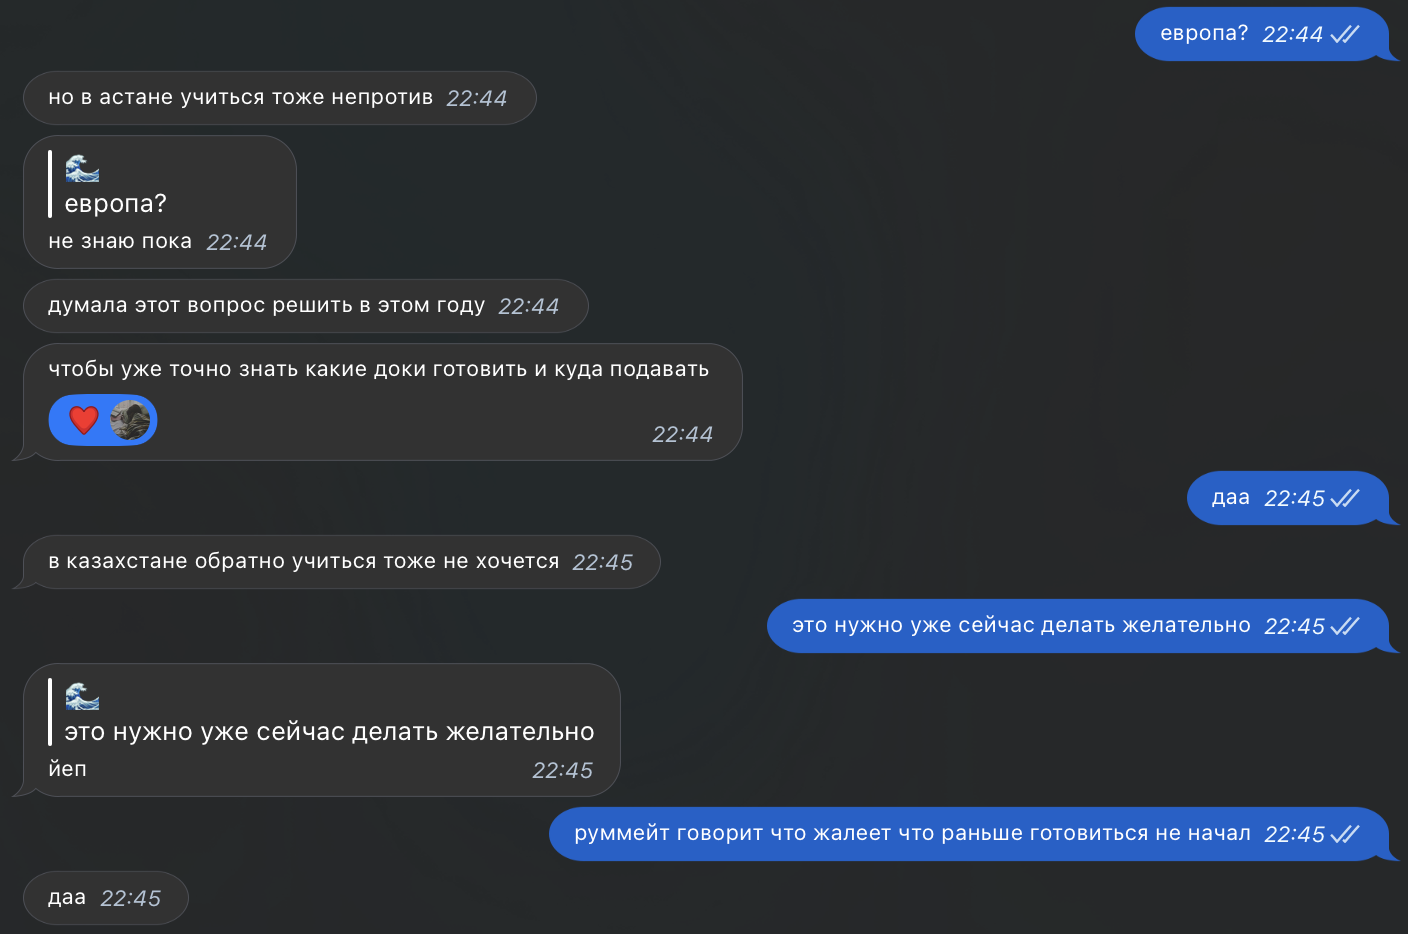 европа? 22:44
но в астане учиться тоже непротив 22:44
🌊
европа?
не знаю пока 22:44
думала этот вопрос решить в этом году 22:44
чтобы уже точно знать какие доки готовить и куда подавать
❤️ 22:44
даа 22:45
в казахстане обратно учиться тоже не хочется 22:45
это нужно уже сейчас делать желательно 22:45
🌊
это нужно уже сейчас делать желательно
йеп 22:45
руммейт говорит что жалеет что раньше готовиться не начал 22:45
даа 22:45